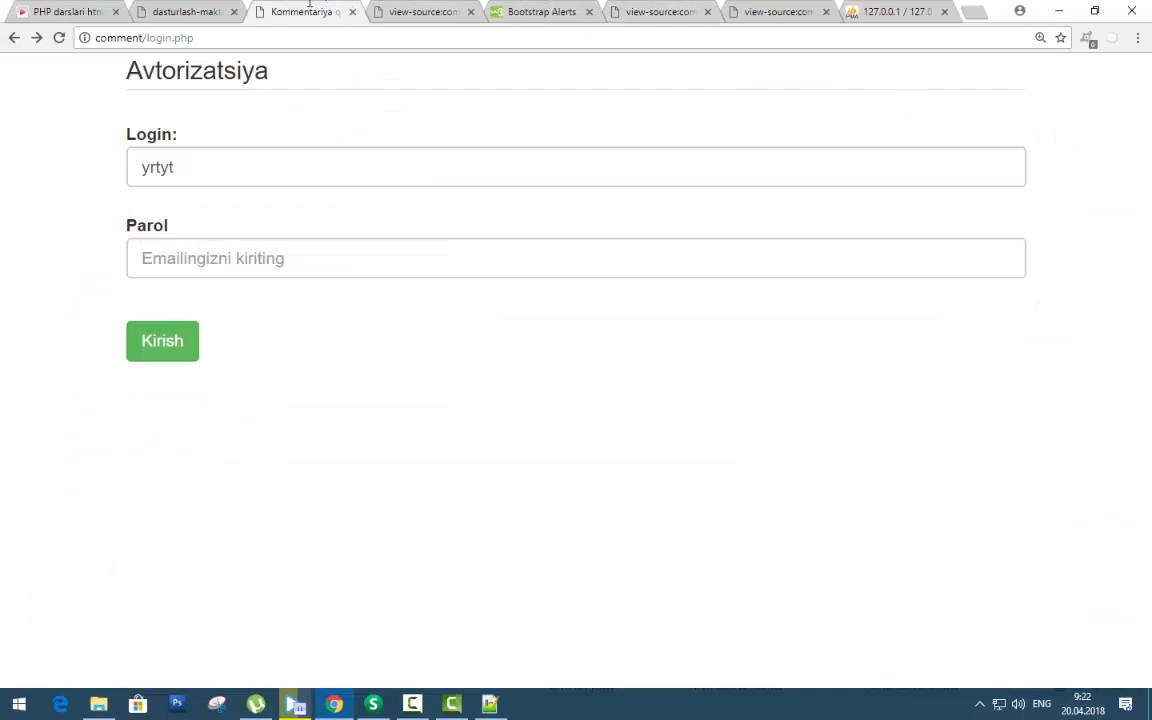 PHP darslari htm
dasturlash-makt
Kommentariya q
view-source:com
Bootstrap Alerts
view-source:com
view-source:com
127.0.0.1 / 127.0
comment/login.php
Avtorizatsiya
Login:
yrtyt
Parol
Emailingizni kiriting
Kirish
ENG
9:22
20.04.2018